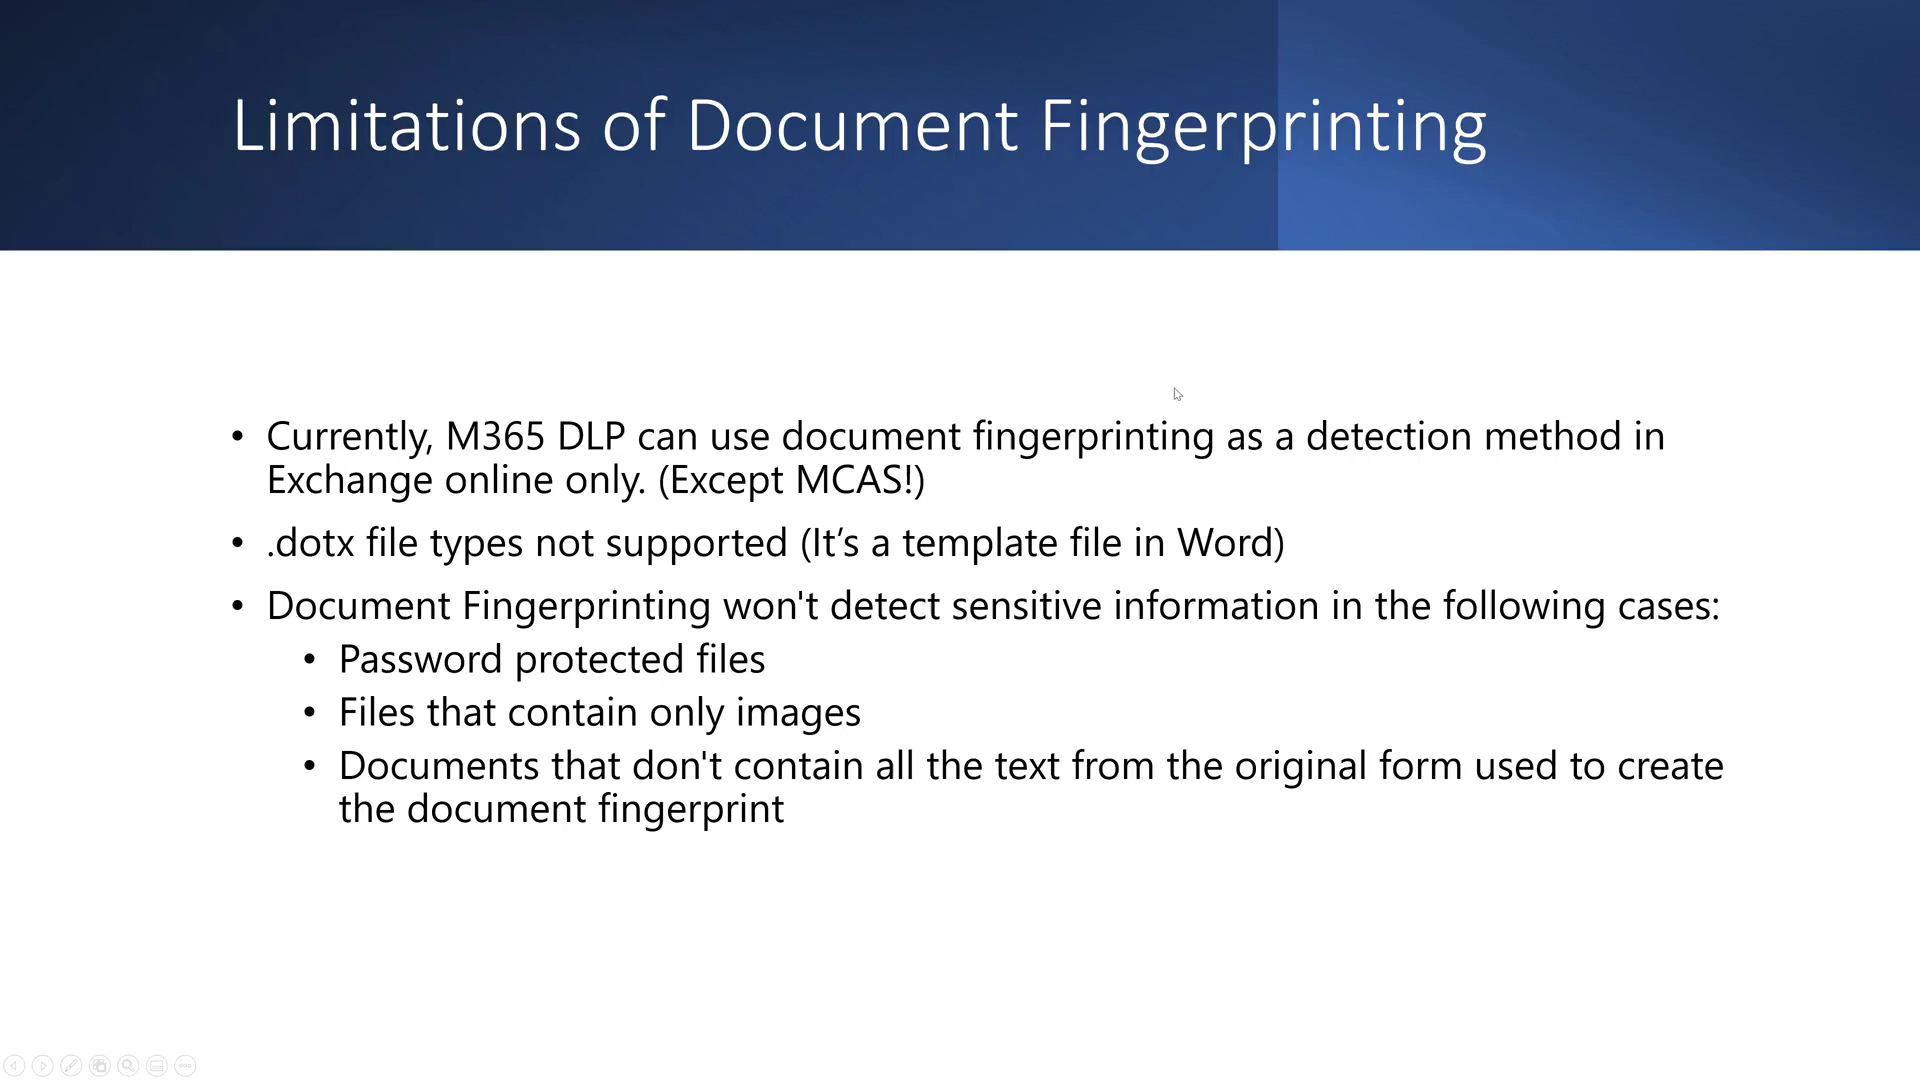 Limitations of Document Fingerprinting
• Currently, M365 DLP can use document fingerprinting as a detection method in
Exchange online only. (Except MCAS!)
• .dotx file types not supported (It’s a template file in Word)
• Document Fingerprinting won't detect sensitive information in the following cases:
• Password protected files
• Files that contain only images
• Documents that don't contain all the text from the original form used to create
the document fingerprint